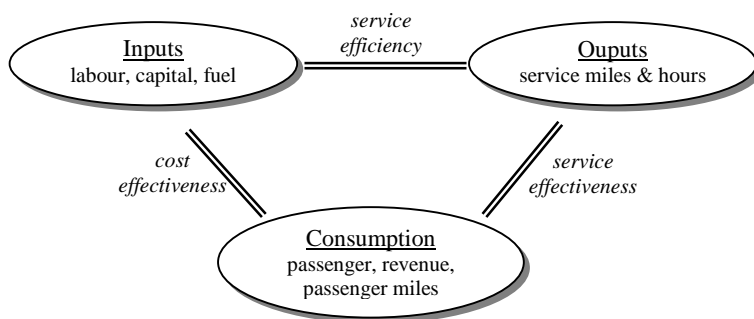 service
efficiency
Inputs
labour, capital, fuel
Ouputs
service miles & hours
cost
effectiveness
service
effectiveness
Consumption
passenger, revenue,
passenger miles